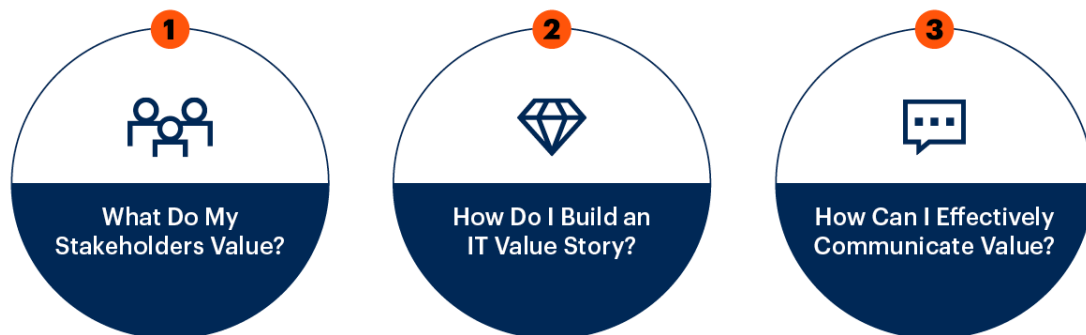 1
What Do My
Stakeholders Value?
2
How Do I Build an
IT Value Story?
3
How Can I Effectively
Communicate Value?